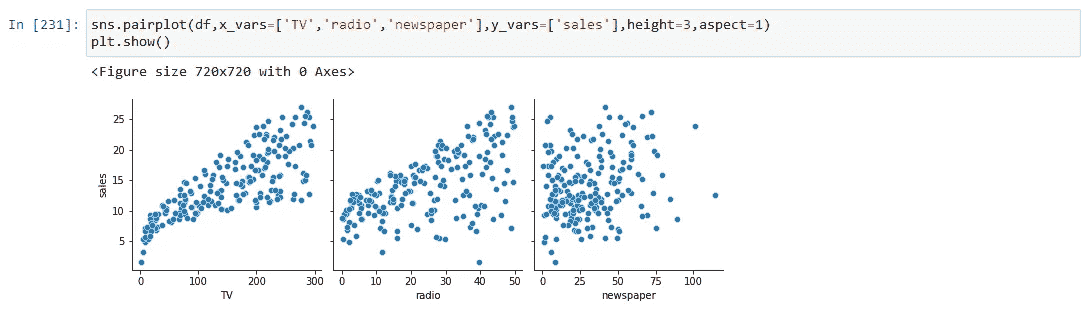 In [231]: sns.pairplot(df,x_vars=['TV','radio','newspaper'],y_vars=['sales'],height=3,aspect=1)
plt.show()
<Figure size 720x720 with 0 Axes>
25
20
15
10
5
sales
0 100 200 300 0 10 20 30 40 50 0 25 50 75 100
TV radio newspaper